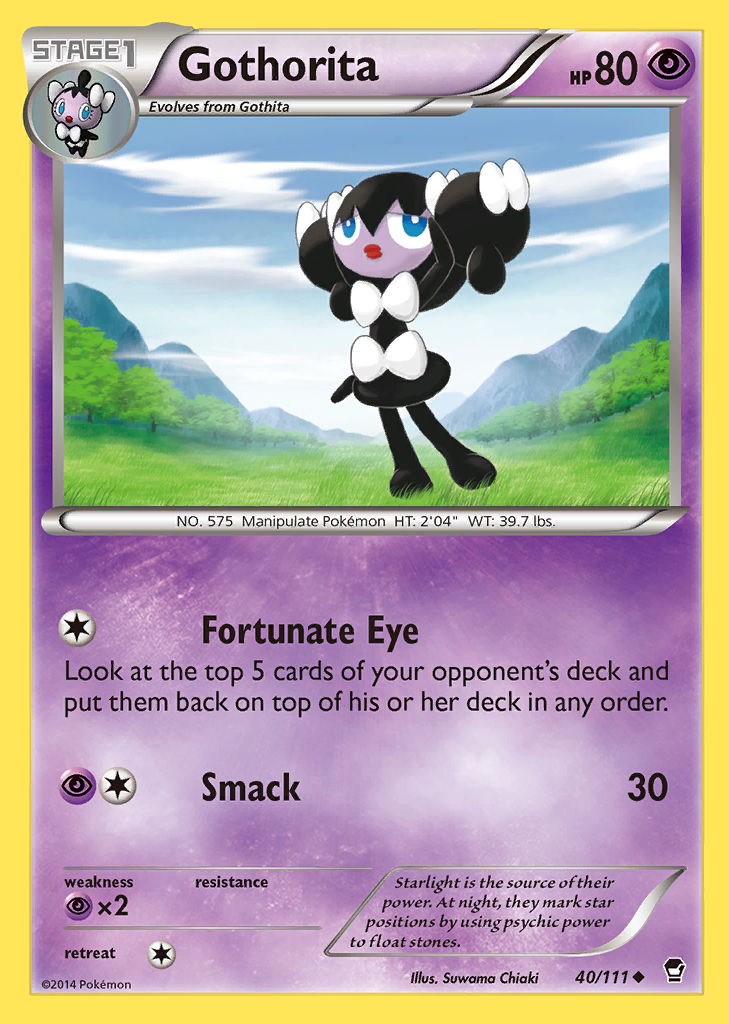 STAGE1
Gothorita
HP80
Evolves from Gothita
NO. 575 Manipulate Pokémon HT: 2'04" WT: 39.7 lbs.
Fortunate Eye
Look at the top 5 cards of your opponent's deck and
put them back on top of his or her deck in any order.
Smack 30
weakness
resistance
×2
retreat
Starlight is the source of their
power. At night, they mark star
positions by using psychic power
to float stones.
©2014 Pokémon
Illus. Suwama Chiaki
40/111